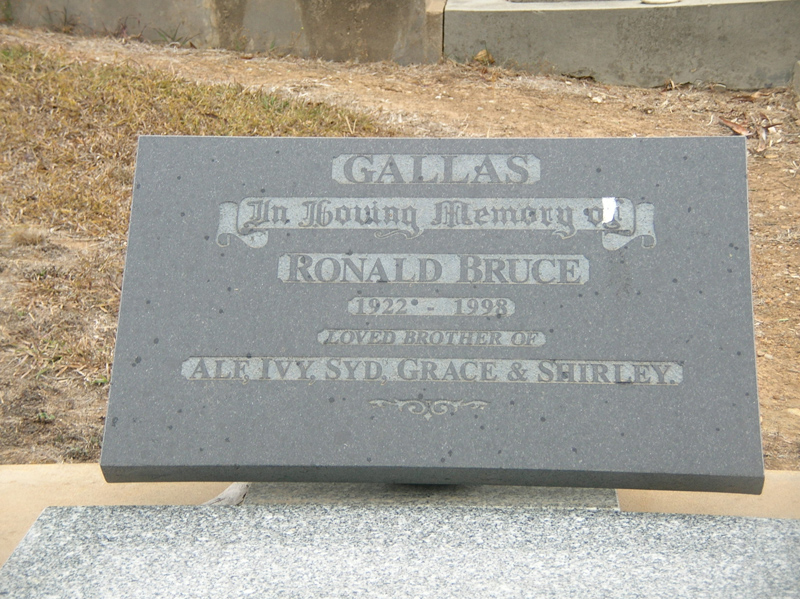 GALLAS
In Loving Memory of
RONALD BRUCE
1922 - 1998
LOVED BROTHER OF
ALF, IVY, SYD, GRACE & SHIRLEY.